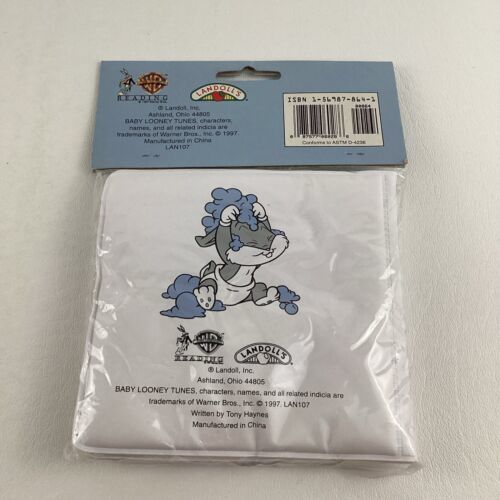 READING
LANDOLL'S
® Landoll, Inc.
Ashland, Ohio 44805
BABY LOONEY TUNES, characters,
names, and all related indicia are
trademarks of Warner Bros., Inc. © 1997.
Manufactured in China
LAN107
ISBN 1-56987-864-1
Conforms to ASTM D-4236
READING
LANDOLL'S
® Landoll, Inc.
Ashland, Ohio 44805
BABY LOONEY TUNES, characters, names, and all related indicia are
trademarks of Warner Bros., Inc. © 1997. LAN107
Written by Tony Haynes
Manufactured in China